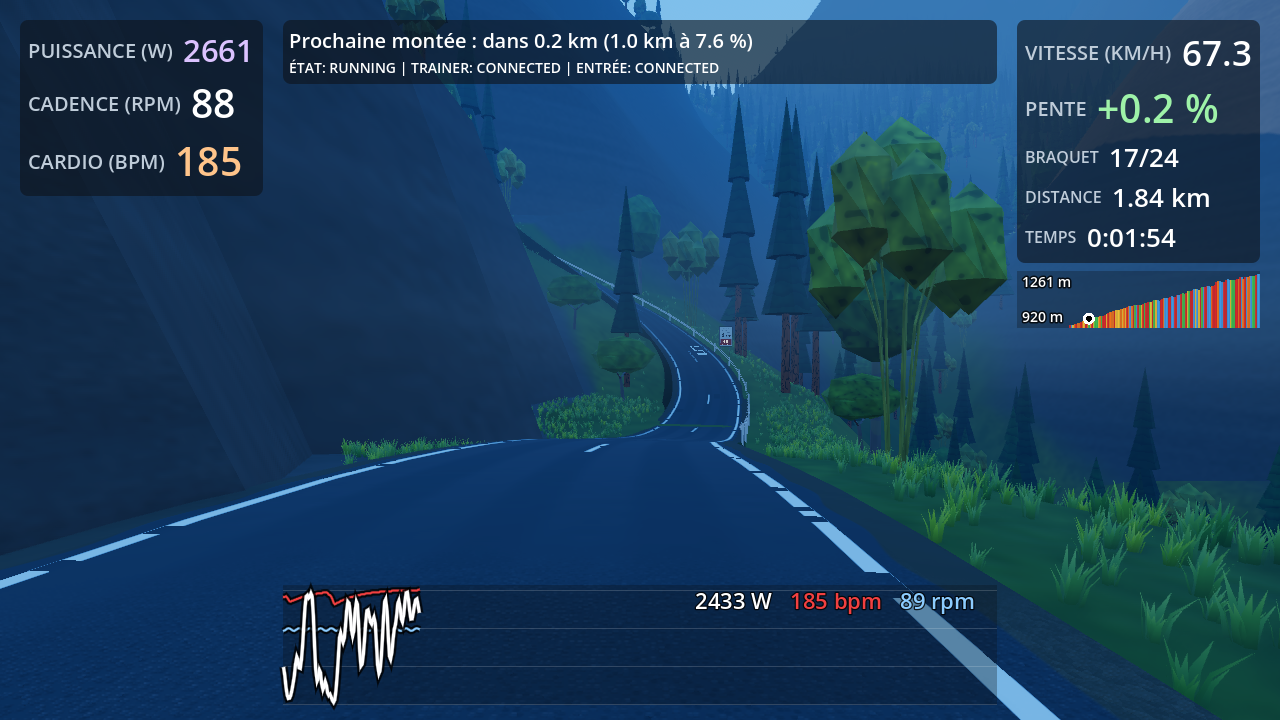 PUISSANCE (W) 2661
CADENCE (RPM) 88
CARDIO (BPM) 185
Prochaine montée : dans 0.2 km (1.0 km à 7.6 %)
ÉTAT: RUNNING | TRAINER: CONNECTED | ENTRÉE: CONNECTED
VITESSE (KM/H) 67.3
PENTE +0.2 %
BRAQUET 17/24
DISTANCE 1.84 km
TEMPS 0:01:54
1261 m
920 m
2433 W 185 bpm 89 rpm